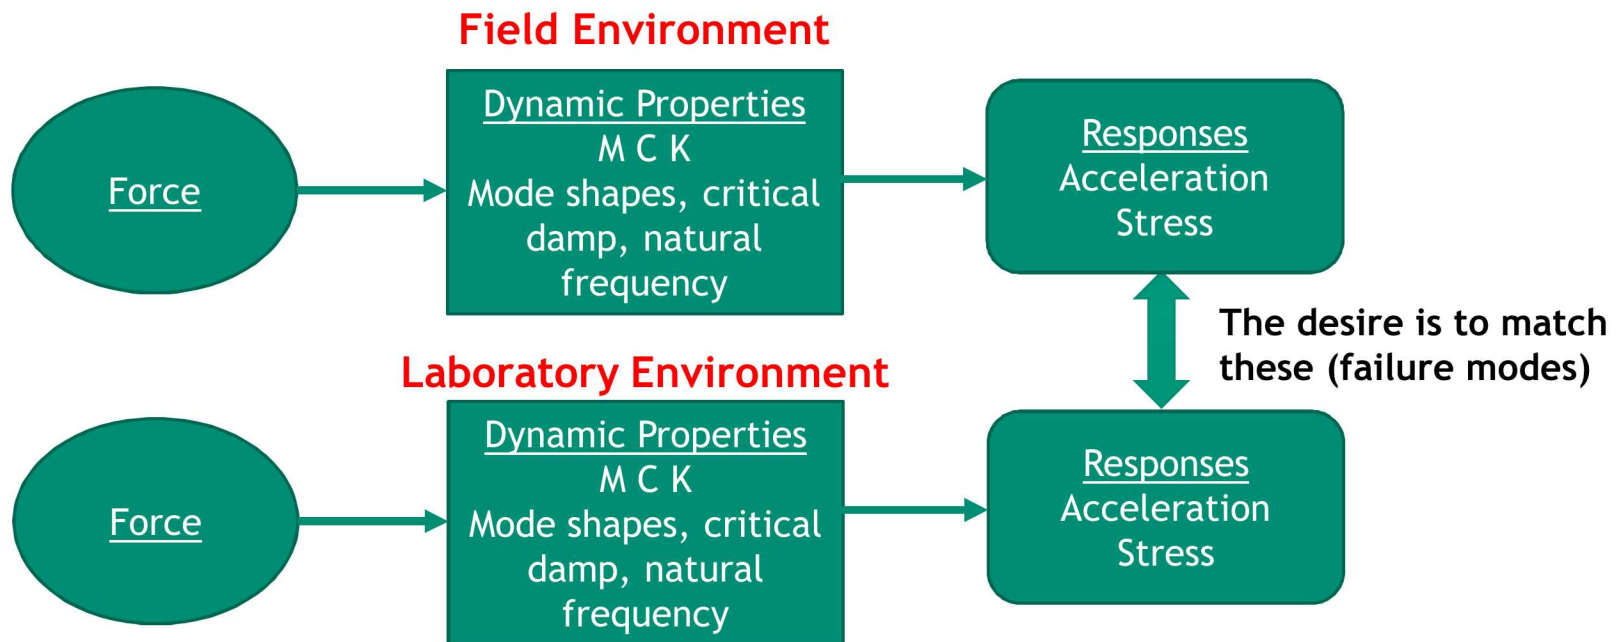 Field Environment
Force
Dynamic Properties
M C K
Mode shapes, critical
damp, natural
frequency
Responses
Acceleration
Stress
The desire is to match
these (failure modes)
Laboratory Environment
Force
Dynamic Properties
M C K
Mode shapes, critical
damp, natural
frequency
Responses
Acceleration
Stress